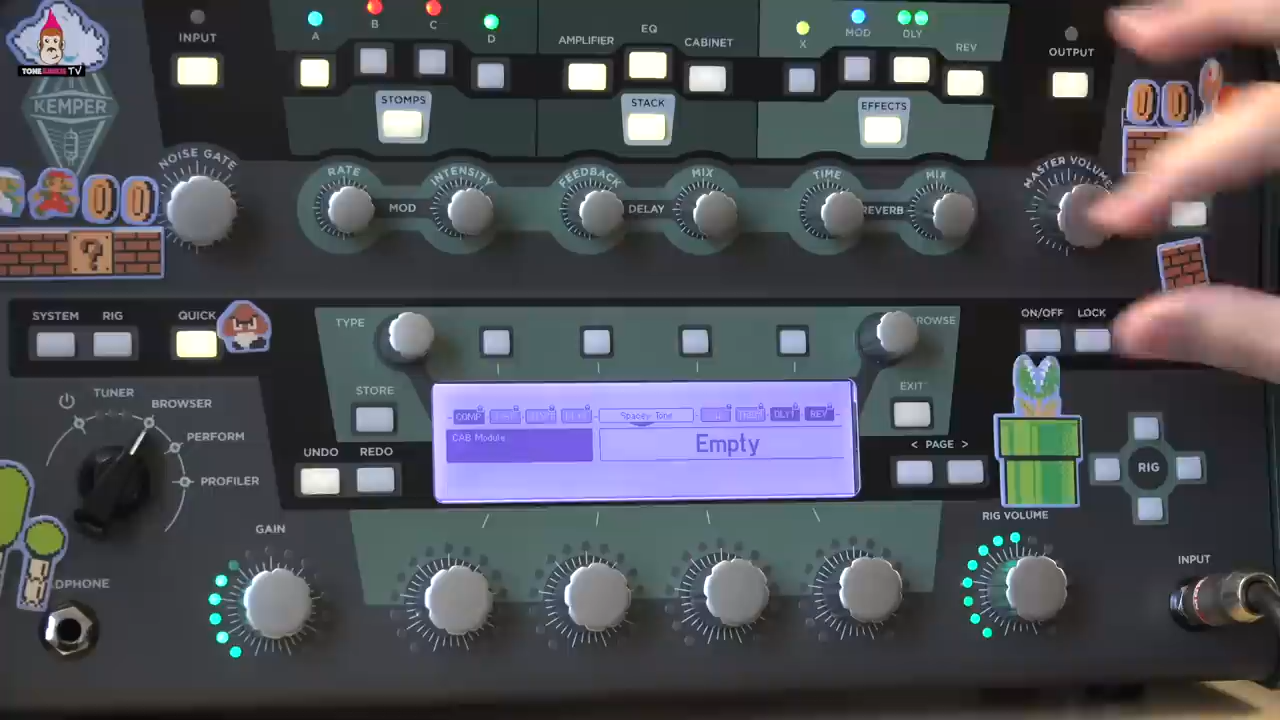 INPUT
A B C D
AMPLIFIER EQ CABINET
X MOD DLY REV
OUTPUT
TONE JUNKIE TV
KEMPER
STOMPS
STACK
EFFECTS
NOISE GATE
RATE MOD INTENSITY
FEEDBACK DELAY MIX
TIME REVERB MIX
MASTER VOLUME
?
SYSTEM RIG QUICK
TYPE
BROWSE
ON/OFF LOCK
STORE
EXIT
TUNER
BROWSER
PERFORM
PROFILER
UNDO REDO
COMP
Spacey Tone
DLY1 REV
CAB Module
Empty
< PAGE >
RIG
GAIN
RIG VOLUME
INPUT
ADPHONE